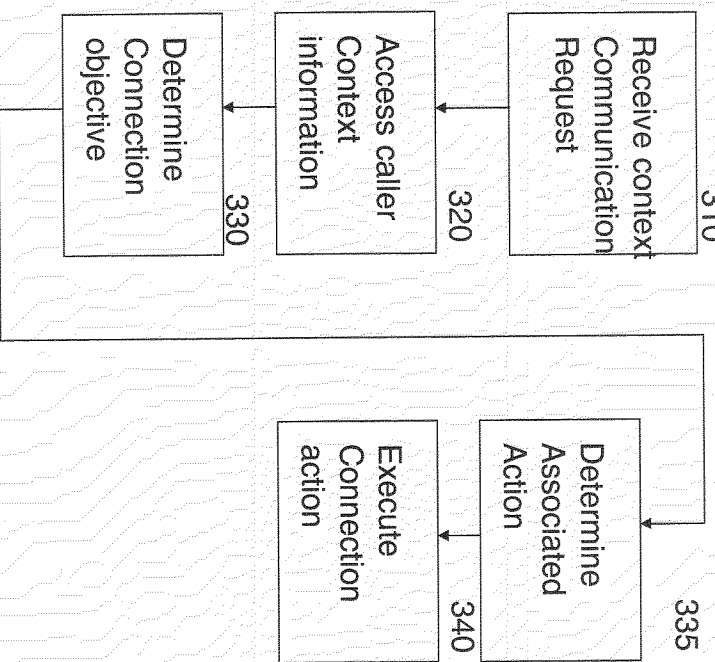 310
Receive context
Communication
Request
320
Access caller
Context
information
330
Determine
Connection
objective
335
Determine
Associated
Action
340
Execute
Connection
action